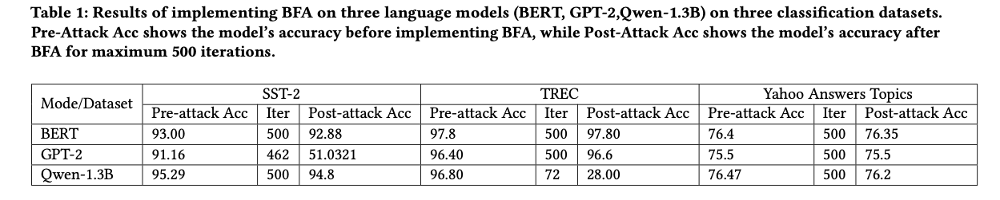 Table 1: Results of implementing BFA on three language models (BERT, GPT-2,Qwen-1.3B) on three classification datasets.
Pre-Attack Acc shows the model's accuracy before implementing BFA, while Post-Attack Acc shows the model's accuracy after
BFA for maximum 500 iterations.
Mode/Dataset SST-2 TREC Yahoo Answers Topics
Pre-attack Acc Iter Post-attack Acc Pre-attack Acc Iter Post-attack Acc Pre-attack Acc Iter Post-attack Acc
BERT 93.00 500 92.88 97.8 500 97.80 76.4 500 76.35
GPT-2 91.16 462 51.0321 96.40 500 96.6 75.5 500 75.5
Qwen-1.3B 95.29 500 94.8 96.80 72 28.00 76.47 500 76.2